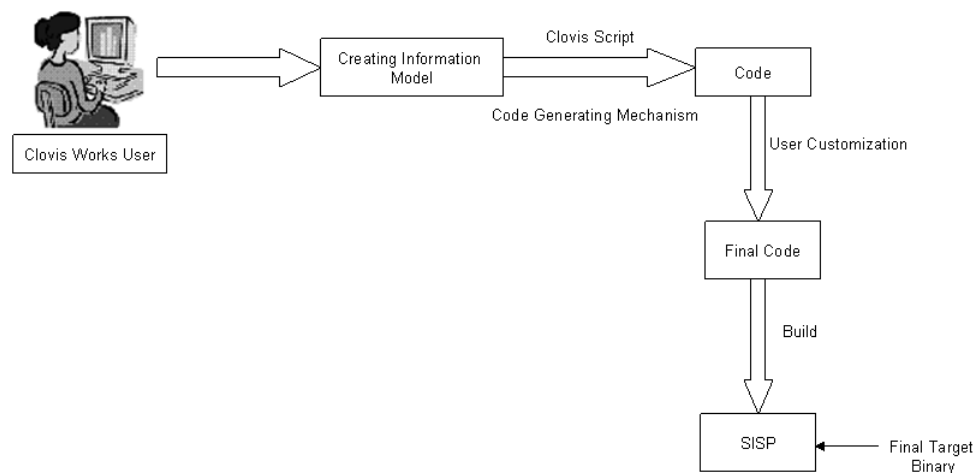 Clovis Works User
Creating Information
Model
Clovis Script
Code Generating Mechanism
Code
User Customization
Final Code
Build
SISP
Final Target
Binary